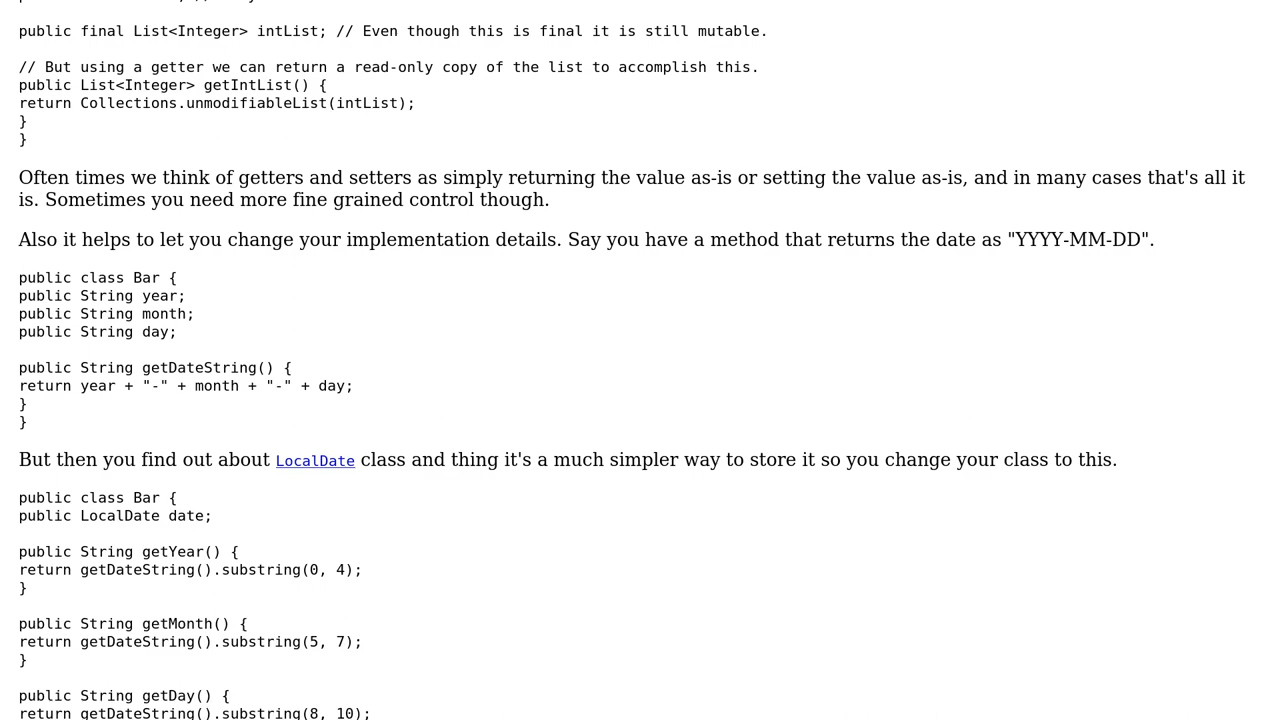 public final List<Integer> intList; // Even though this is final it is still mutable.
// But using a getter we can return a read-only copy of the list to accomplish this.
public List<Integer> getIntList() {
return Collections.unmodifiableList(intList);
}
}
Often times we think of getters and setters as simply returning the value as-is or setting the value as-is, and in many cases that's all it
is. Sometimes you need more fine grained control though.
Also it helps to let you change your implementation details. Say you have a method that returns the date as "YYYY-MM-DD".
public class Bar {
public String year;
public String month;
public String day;
public String getDateString() {
return year + "-" + month + "-" + day;
}
}
But then you find out about LocalDate class and thing it's a much simpler way to store it so you change your class to this.
public class Bar {
public LocalDate date;
public String getYear() {
return getDateString().substring(0, 4);
}
public String getMonth() {
return getDateString().substring(5, 7);
}
public String getDay() {
return getDateString().substring(8, 10);